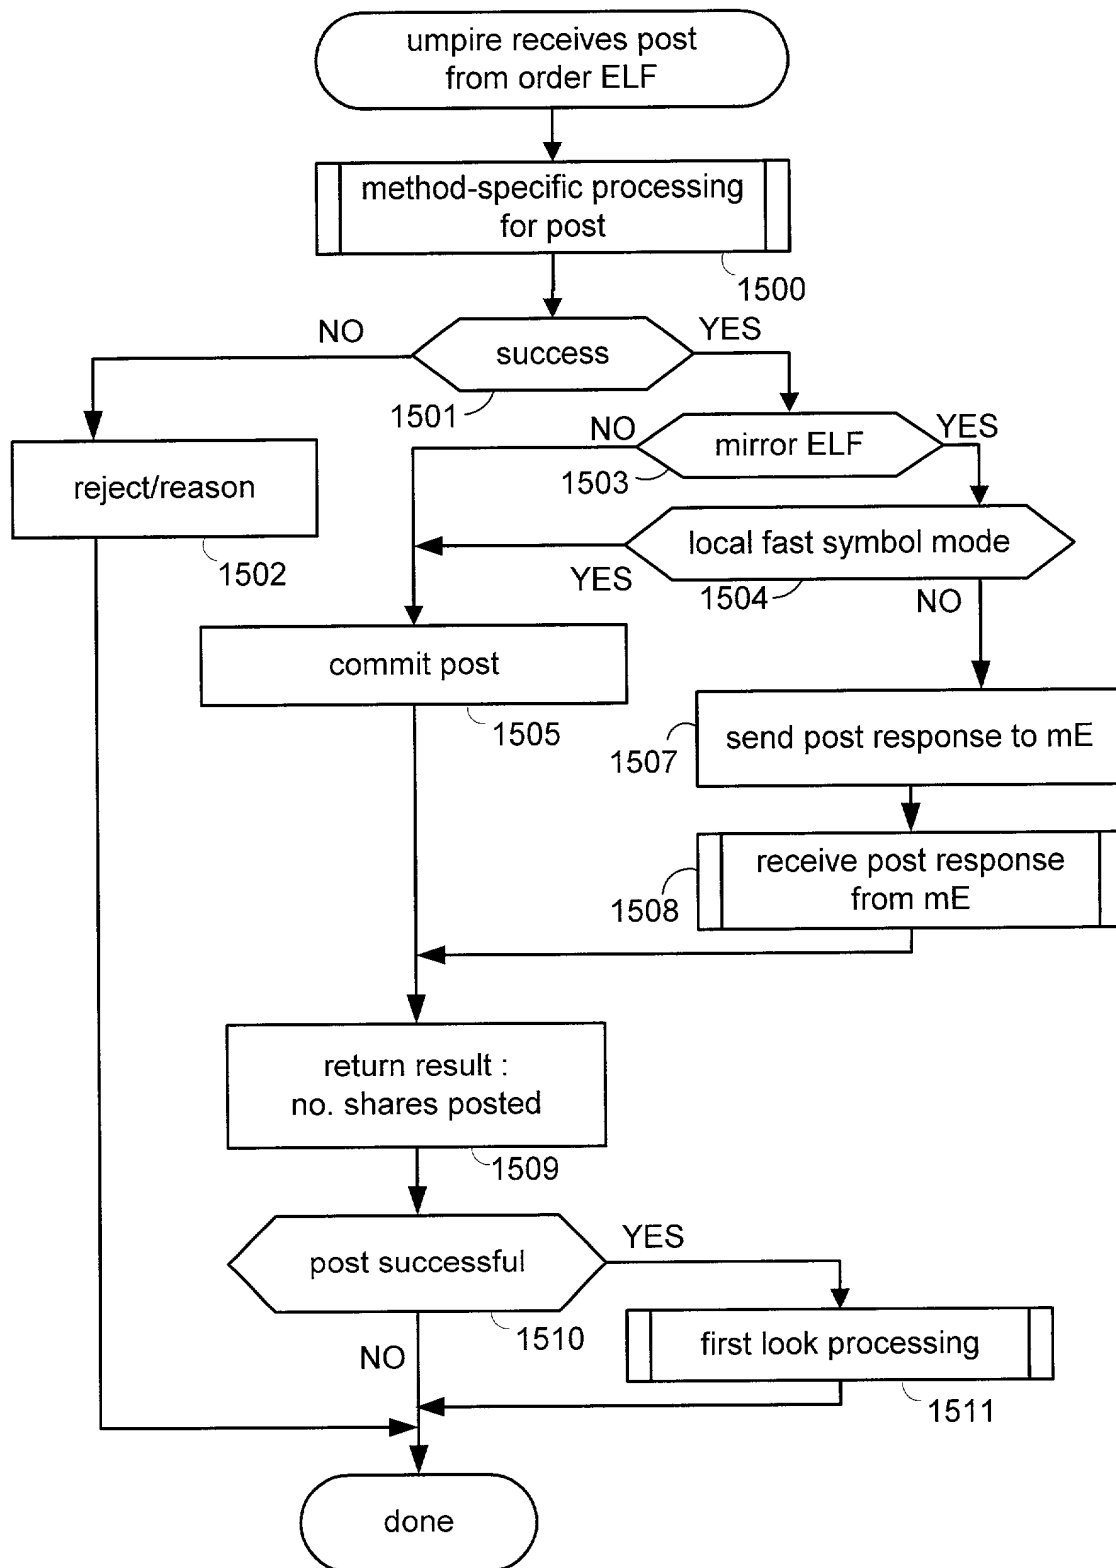 umpire receives post
from order ELF
method-specific processing
for post
1500
NO
YES
success
1501
NO
YES
mirror ELF
1503
reject/reason
1502
local fast symbol mode
YES
1504
NO
commit post
1505
send post response to mE
1507
receive post response
from mE
1508
return result :
no. shares posted
1509
YES
post successful
1510
NO
first look processing
1511
done